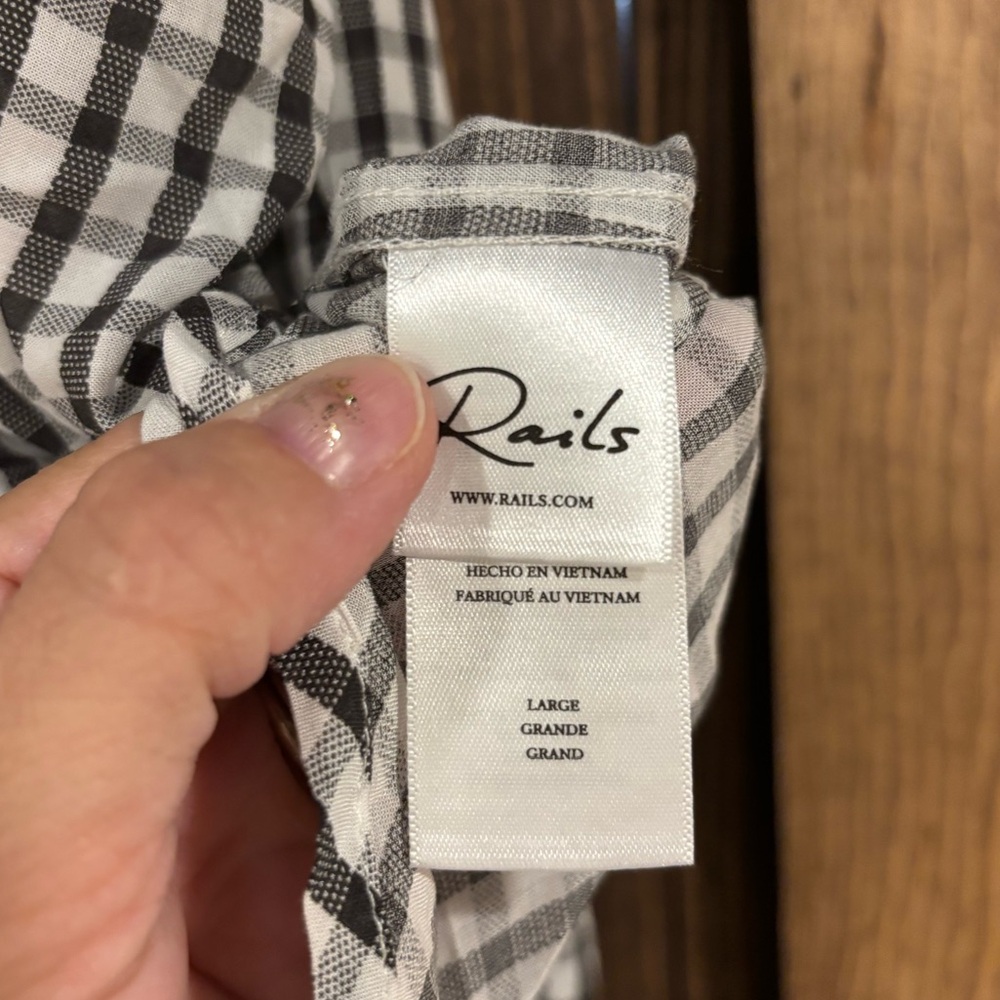 Rails
WWW.RAILS.COM
HECHO EN VIETNAM
FABRIQUÉ AU VIETNAM
LARGE
GRANDE
GRAND